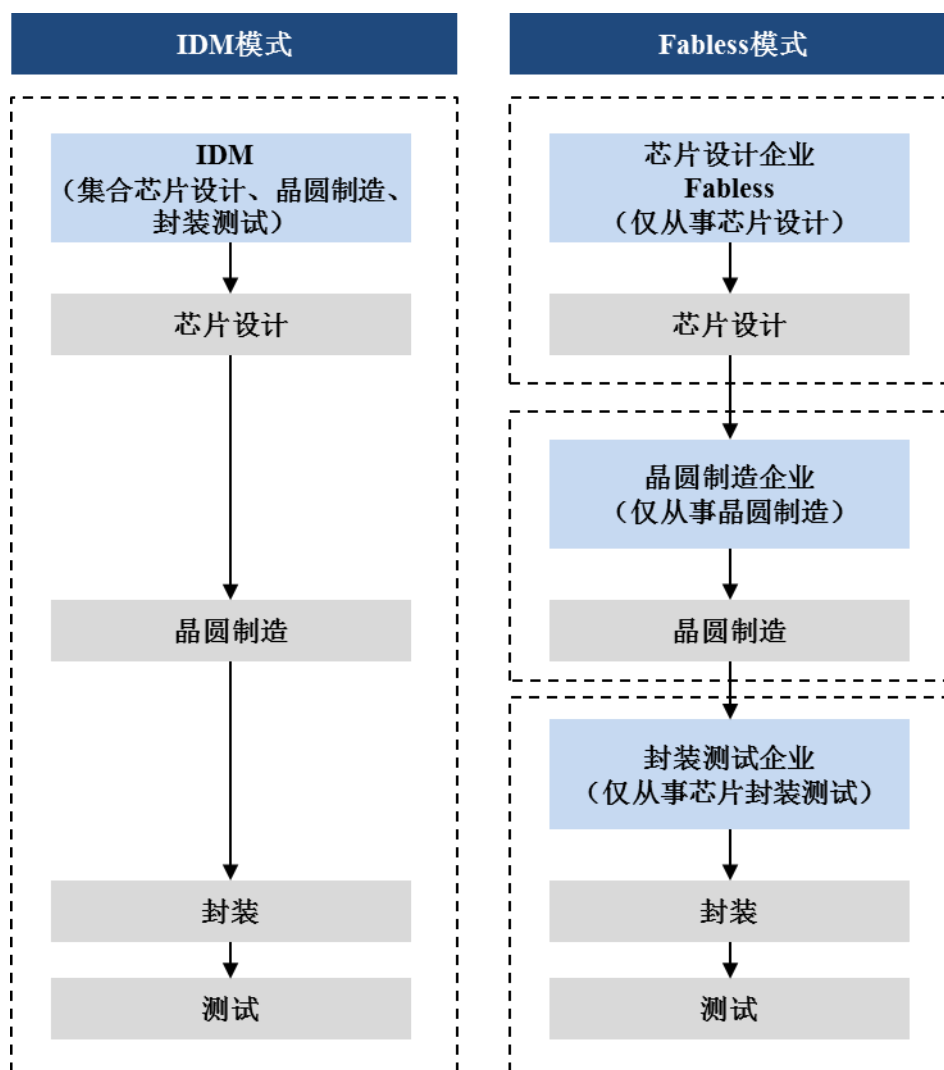 IDM模式
IDM
（集合芯片设计、晶圆制造、
封装测试）
芯片设计
晶圆制造
封装
测试
Fabless模式
芯片设计企业
Fabless
（仅从事芯片设计）
芯片设计
晶圆制造企业
（仅从事晶圆制造）
晶圆制造
封装测试企业
（仅从事芯片封装测试）
封装
测试